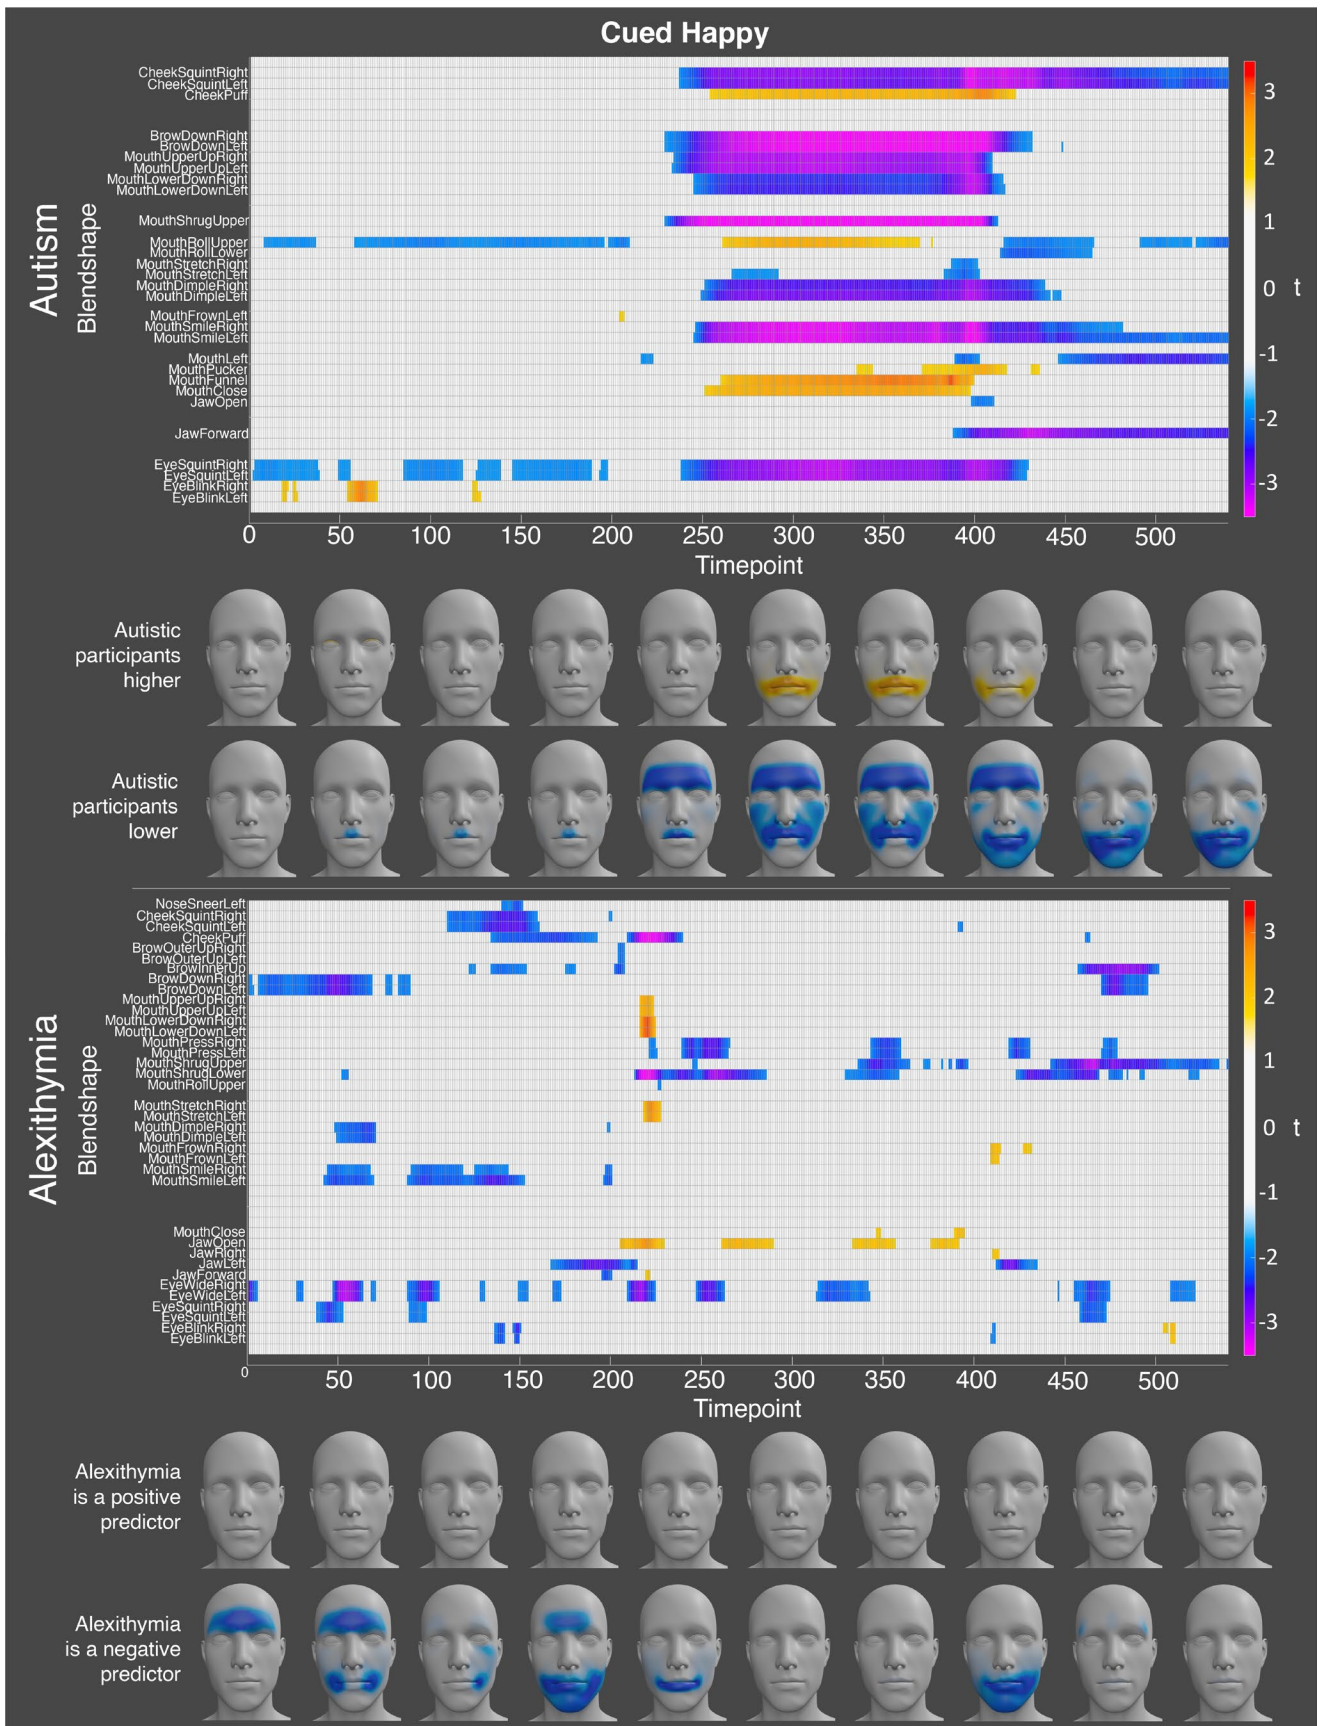 Cued Happy
Autism
Blendshape
CheekSquintRight
CheekSquintLeft
CheekPuff
BrowDownRight
BrowDownLeft
MouthUpperUpRight
MouthUpperUpLeft
MouthLowerDownRight
MouthLowerDownLeft
MouthShrugUpper
MouthRollUpper
MouthRollLower
MouthStretchRight
MouthStretchLeft
MouthDimpleRight
MouthDimpleLeft
MouthFrownLeft
MouthSmileRight
MouthSmileLeft
MouthLeft
MouthPucker
MouthFunnel
MouthClose
JawOpen
JawForward
EyeSquintRight
EyeSquintLeft
EyeBlinkRight
EyeBlinkLeft
0 50 100 150 200 250 300 350 400 450 500
Timepoint
3
2
1
0 t
-1
-2
-3
Autistic
participants
higher
Autistic
participants
lower
Alexithymia
Blendshape
NoseSneerLeft
CheekSquintRight
CheekSquintLeft
CheekPuff
BrowOuterUpRight
BrowOuterUpLeft
BrowInnerUp
BrowDownRight
BrowDownLeft
MouthUpperUpRight
MouthUpperUpLeft
MouthLowerDownRight
MouthLowerDownLeft
MouthPressRight
MouthPressLeft
MouthShrugUpper
MouthShrugLower
MouthRollUpper
MouthStretchRight
MouthStretchLeft
MouthDimpleRight
MouthDimpleLeft
MouthFrownRight
MouthFrownLeft
MouthSmileRight
MouthSmileLeft
MouthClose
JawOpen
JawRight
JawLeft
JawForward
EyeWideRight
EyeWideLeft
EyeSquintRight
EyeSquintLeft
EyeBlinkRight
EyeBlinkLeft
0 50 100 150 200 250 300 350 400 450 500
Timepoint
3
2
1
0 t
-1
-2
-3
Alexithymia
is a positive
predictor
Alexithymia
is a negative
predictor